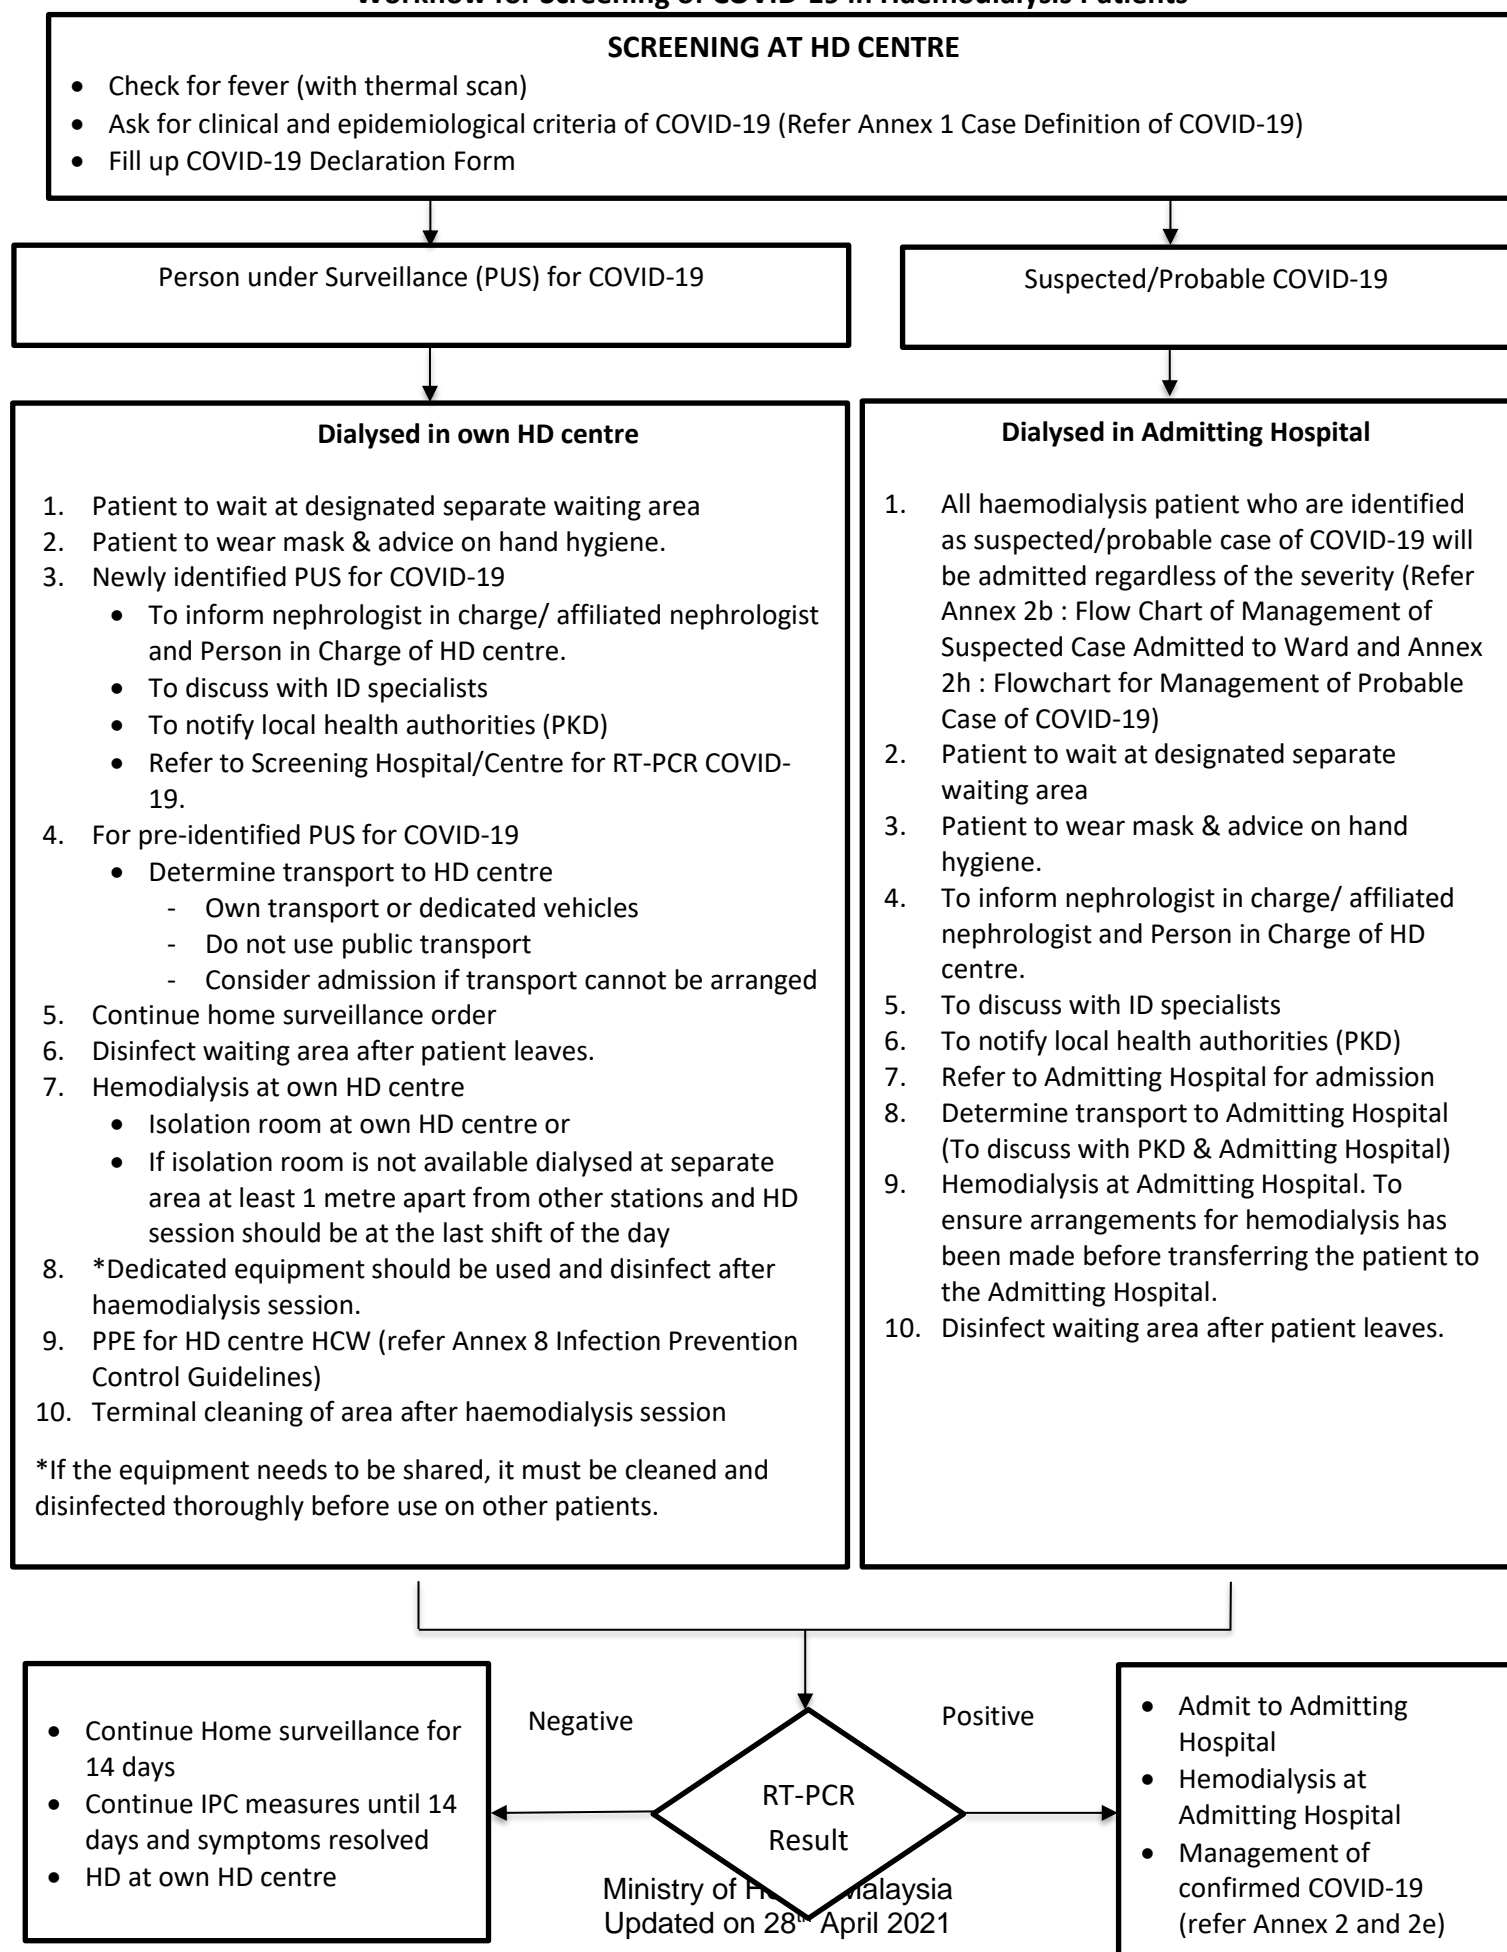 Workflow for Screening of COVID-19 in Haemodialysis Patients
SCREENING AT HD CENTRE
• Check for fever (with thermal scan)
• Ask for clinical and epidemiological criteria of COVID-19 (Refer Annex 1 Case Definition of COVID-19)
• Fill up COVID-19 Declaration Form
Person under Surveillance (PUS) for COVID-19
Suspected/Probable COVID-19
Dialysed in own HD centre
1. Patient to wait at designated separate waiting area
2. Patient to wear mask & advice on hand hygiene.
3. Newly identified PUS for COVID-19
• To inform nephrologist in charge/ affiliated nephrologist
and Person in Charge of HD centre.
• To discuss with ID specialists
• To notify local health authorities (PKD)
• Refer to Screening Hospital/Centre for RT-PCR COVID-
19.
4. For pre-identified PUS for COVID-19
• Determine transport to HD centre
- Own transport or dedicated vehicles
- Do not use public transport
- Consider admission if transport cannot be arranged
5. Continue home surveillance order
6. Disinfect waiting area after patient leaves.
7. Hemodialysis at own HD centre
• Isolation room at own HD centre or
• If isolation room is not available dialysed at separate
area at least 1 metre apart from other stations and HD
session should be at the last shift of the day
8. *Dedicated equipment should be used and disinfect after
haemodialysis session.
9. PPE for HD centre HCW (refer Annex 8 Infection Prevention
Control Guidelines)
10. Terminal cleaning of area after haemodialysis session
*If the equipment needs to be shared, it must be cleaned and
disinfected thoroughly before use on other patients.
Dialysed in Admitting Hospital
1. All haemodialysis patient who are identified
as suspected/probable case of COVID-19 will
be admitted regardless of the severity (Refer
Annex 2b : Flow Chart of Management of
Suspected Case Admitted to Ward and Annex
2h : Flowchart for Management of Probable
Case of COVID-19)
2. Patient to wait at designated separate
waiting area
3. Patient to wear mask & advice on hand
hygiene.
4. To inform nephrologist in charge/ affiliated
nephrologist and Person in Charge of HD
centre.
5. To discuss with ID specialists
6. To notify local health authorities (PKD)
7. Refer to Admitting Hospital for admission
8. Determine transport to Admitting Hospital
(To discuss with PKD & Admitting Hospital)
9. Hemodialysis at Admitting Hospital. To
ensure arrangements for hemodialysis has
been made before transferring the patient to
the Admitting Hospital.
10. Disinfect waiting area after patient leaves.
• Continue Home surveillance for
14 days
• Continue IPC measures until 14
days and symptoms resolved
• HD at own HD centre
Negative
RT-PCR
Result
Positive
• Admit to Admitting
Hospital
• Hemodialysis at
Admitting Hospital
• Management of
confirmed COVID-19
(refer Annex 2 and 2e)
Ministry of Malaysia
Updated on 28th April 2021